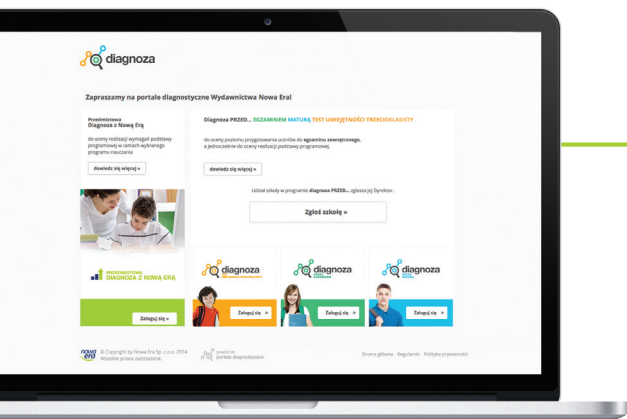 diagnoza
Zapraszamy na portale diagnostyczne Wydawnictwa Nowa Era!
Przedmiotowa
Diagnoza z Nową Erą
do oceny realizacji wymagań podstawy
programowej w ramach wybranego
programu nauczania
dowiedz się więcej »
Diagnoza PRZED... EGZAMINEM MATURĄ TEST UMIEJĘTNOŚCI TRZECIOKLASISTY
do oceny poziomu przygotowania uczniów do egzaminu zewnętrznego,
a jednocześnie do oceny realizacji podstawy programowej.
dowiedz się więcej »
Udział szkoły w programie diagnoza PRZED... zgłasza jej Dyrektor.
Zgłoś szkołę »
PRZEDMIOTOWA
DIAGNOZA Z NOWĄ ERĄ
Zaloguj się »
diagnoza
Zaloguj się »
diagnoza
Zaloguj się »
diagnoza
Zaloguj się »
nowa
era
© Copyright by Nowa Era Sp. z o.o. 2014
Wszelkie prawa zastrzeżone.
powrót do
portale diagnostyczne
Strona główna Regulamin Polityka prywatności